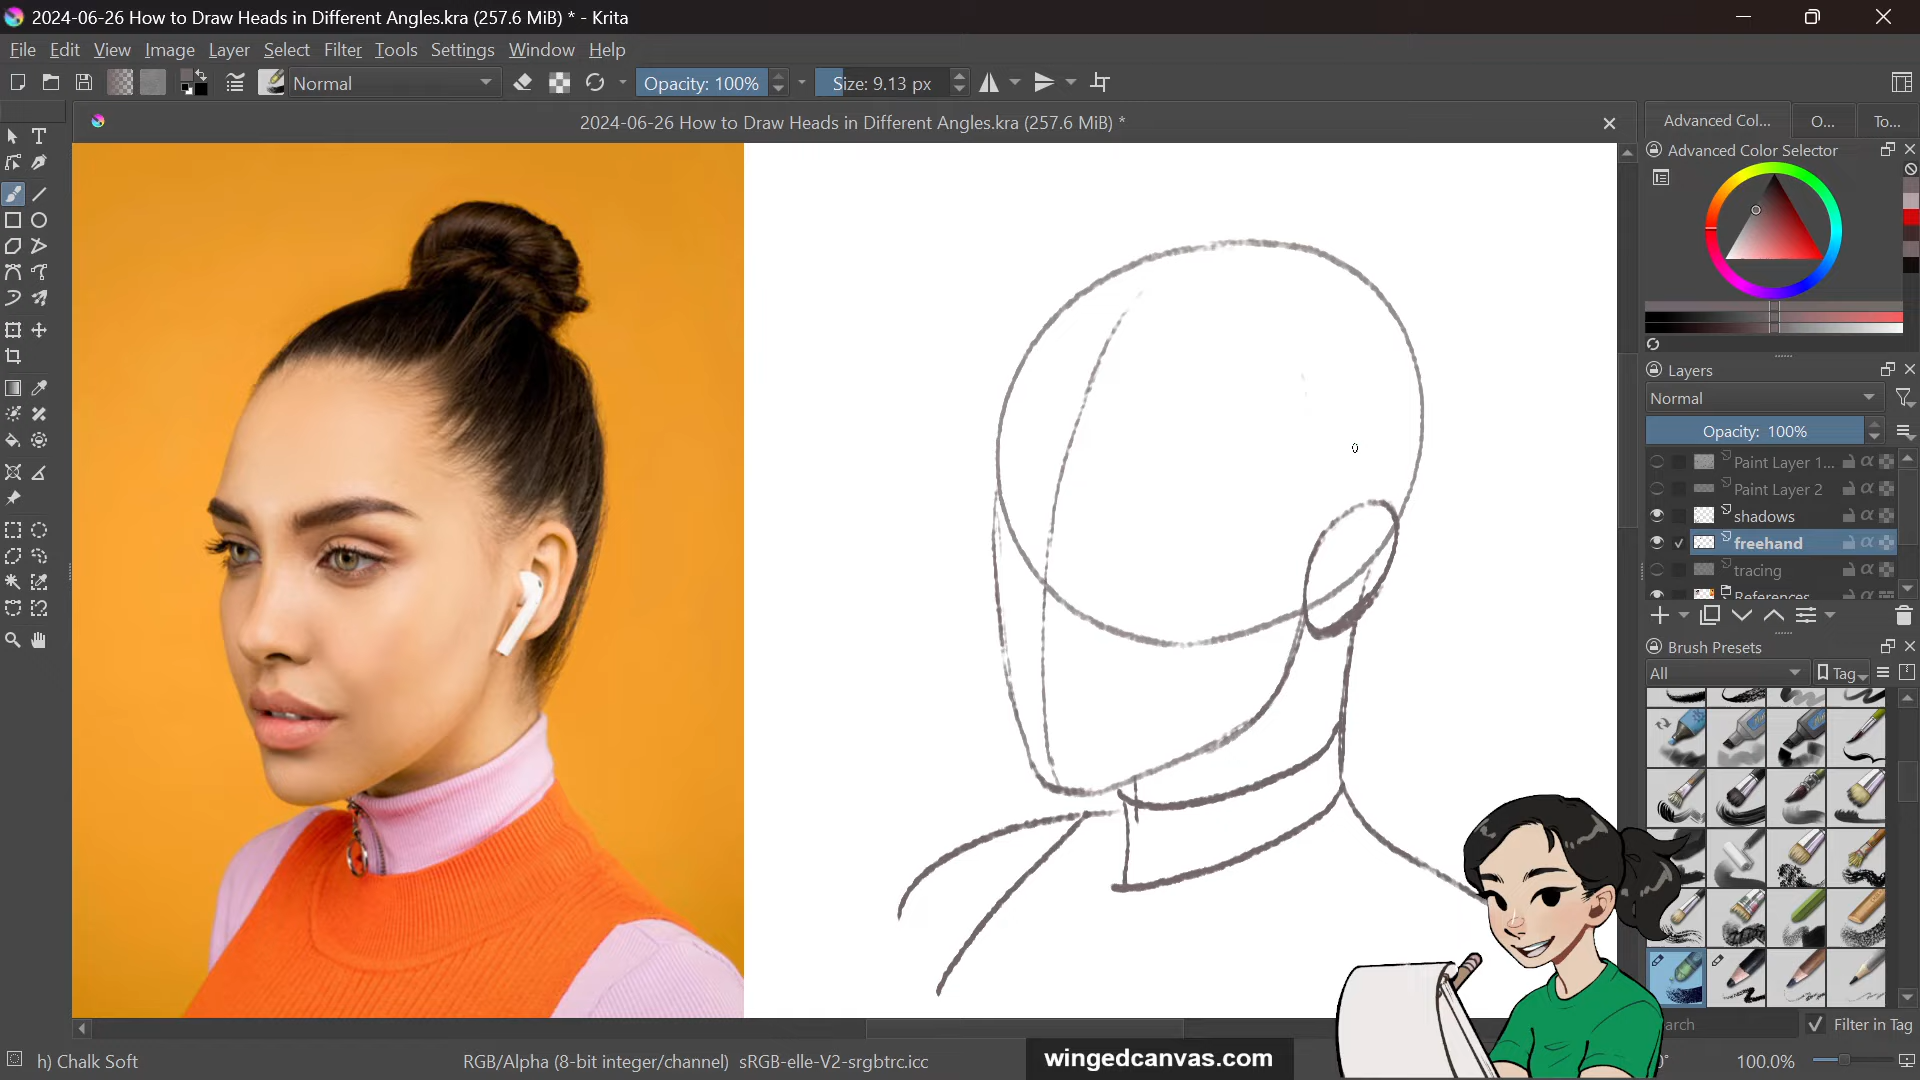 2024-06-26 How to Draw Heads in Different Angles.kra (257.6 MiB) * - Krita
File Edit View Image Layer Select Filter Tools Settings Window Help
Normal Opacity: 100% Size: 9.13 px
2024-06-26 How to Draw Heads in Different Angles.kra (257.6 MiB) *
Advanced Col... O... To...
Advanced Color Selector
Layers
Normal
Opacity: 100%
Paint Layer 1...
Paint Layer 2
shadows
freehand
tracing
References
Brush Presets
All Tag
Filter in Tag
h) Chalk Soft RGB/Alpha (8-bit integer/channel) sRGB-elle-V2-srgbtrc.icc 100.0%
wingedcanvas.com